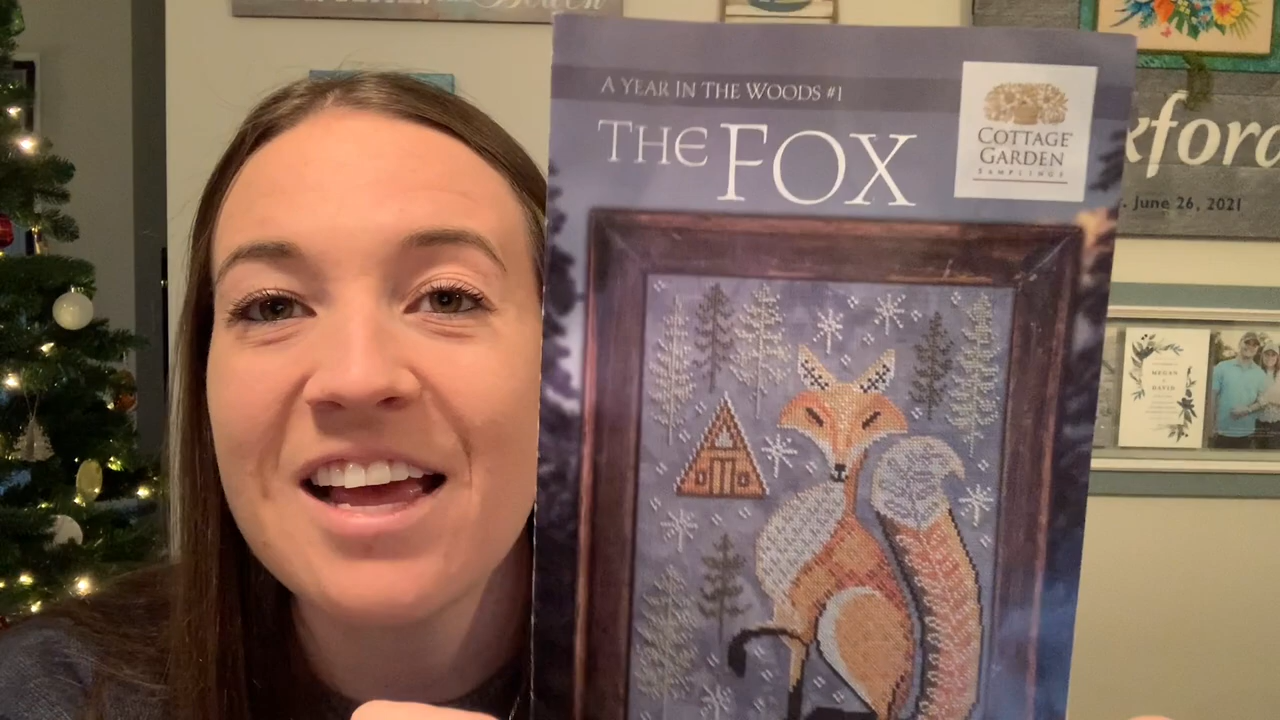 A YEAR IN THE WOODS #1
THE FOX
COTTAGE
GARDEN
SAMPLINGS
xford
. June 26, 2021
MEGAN
DAVID